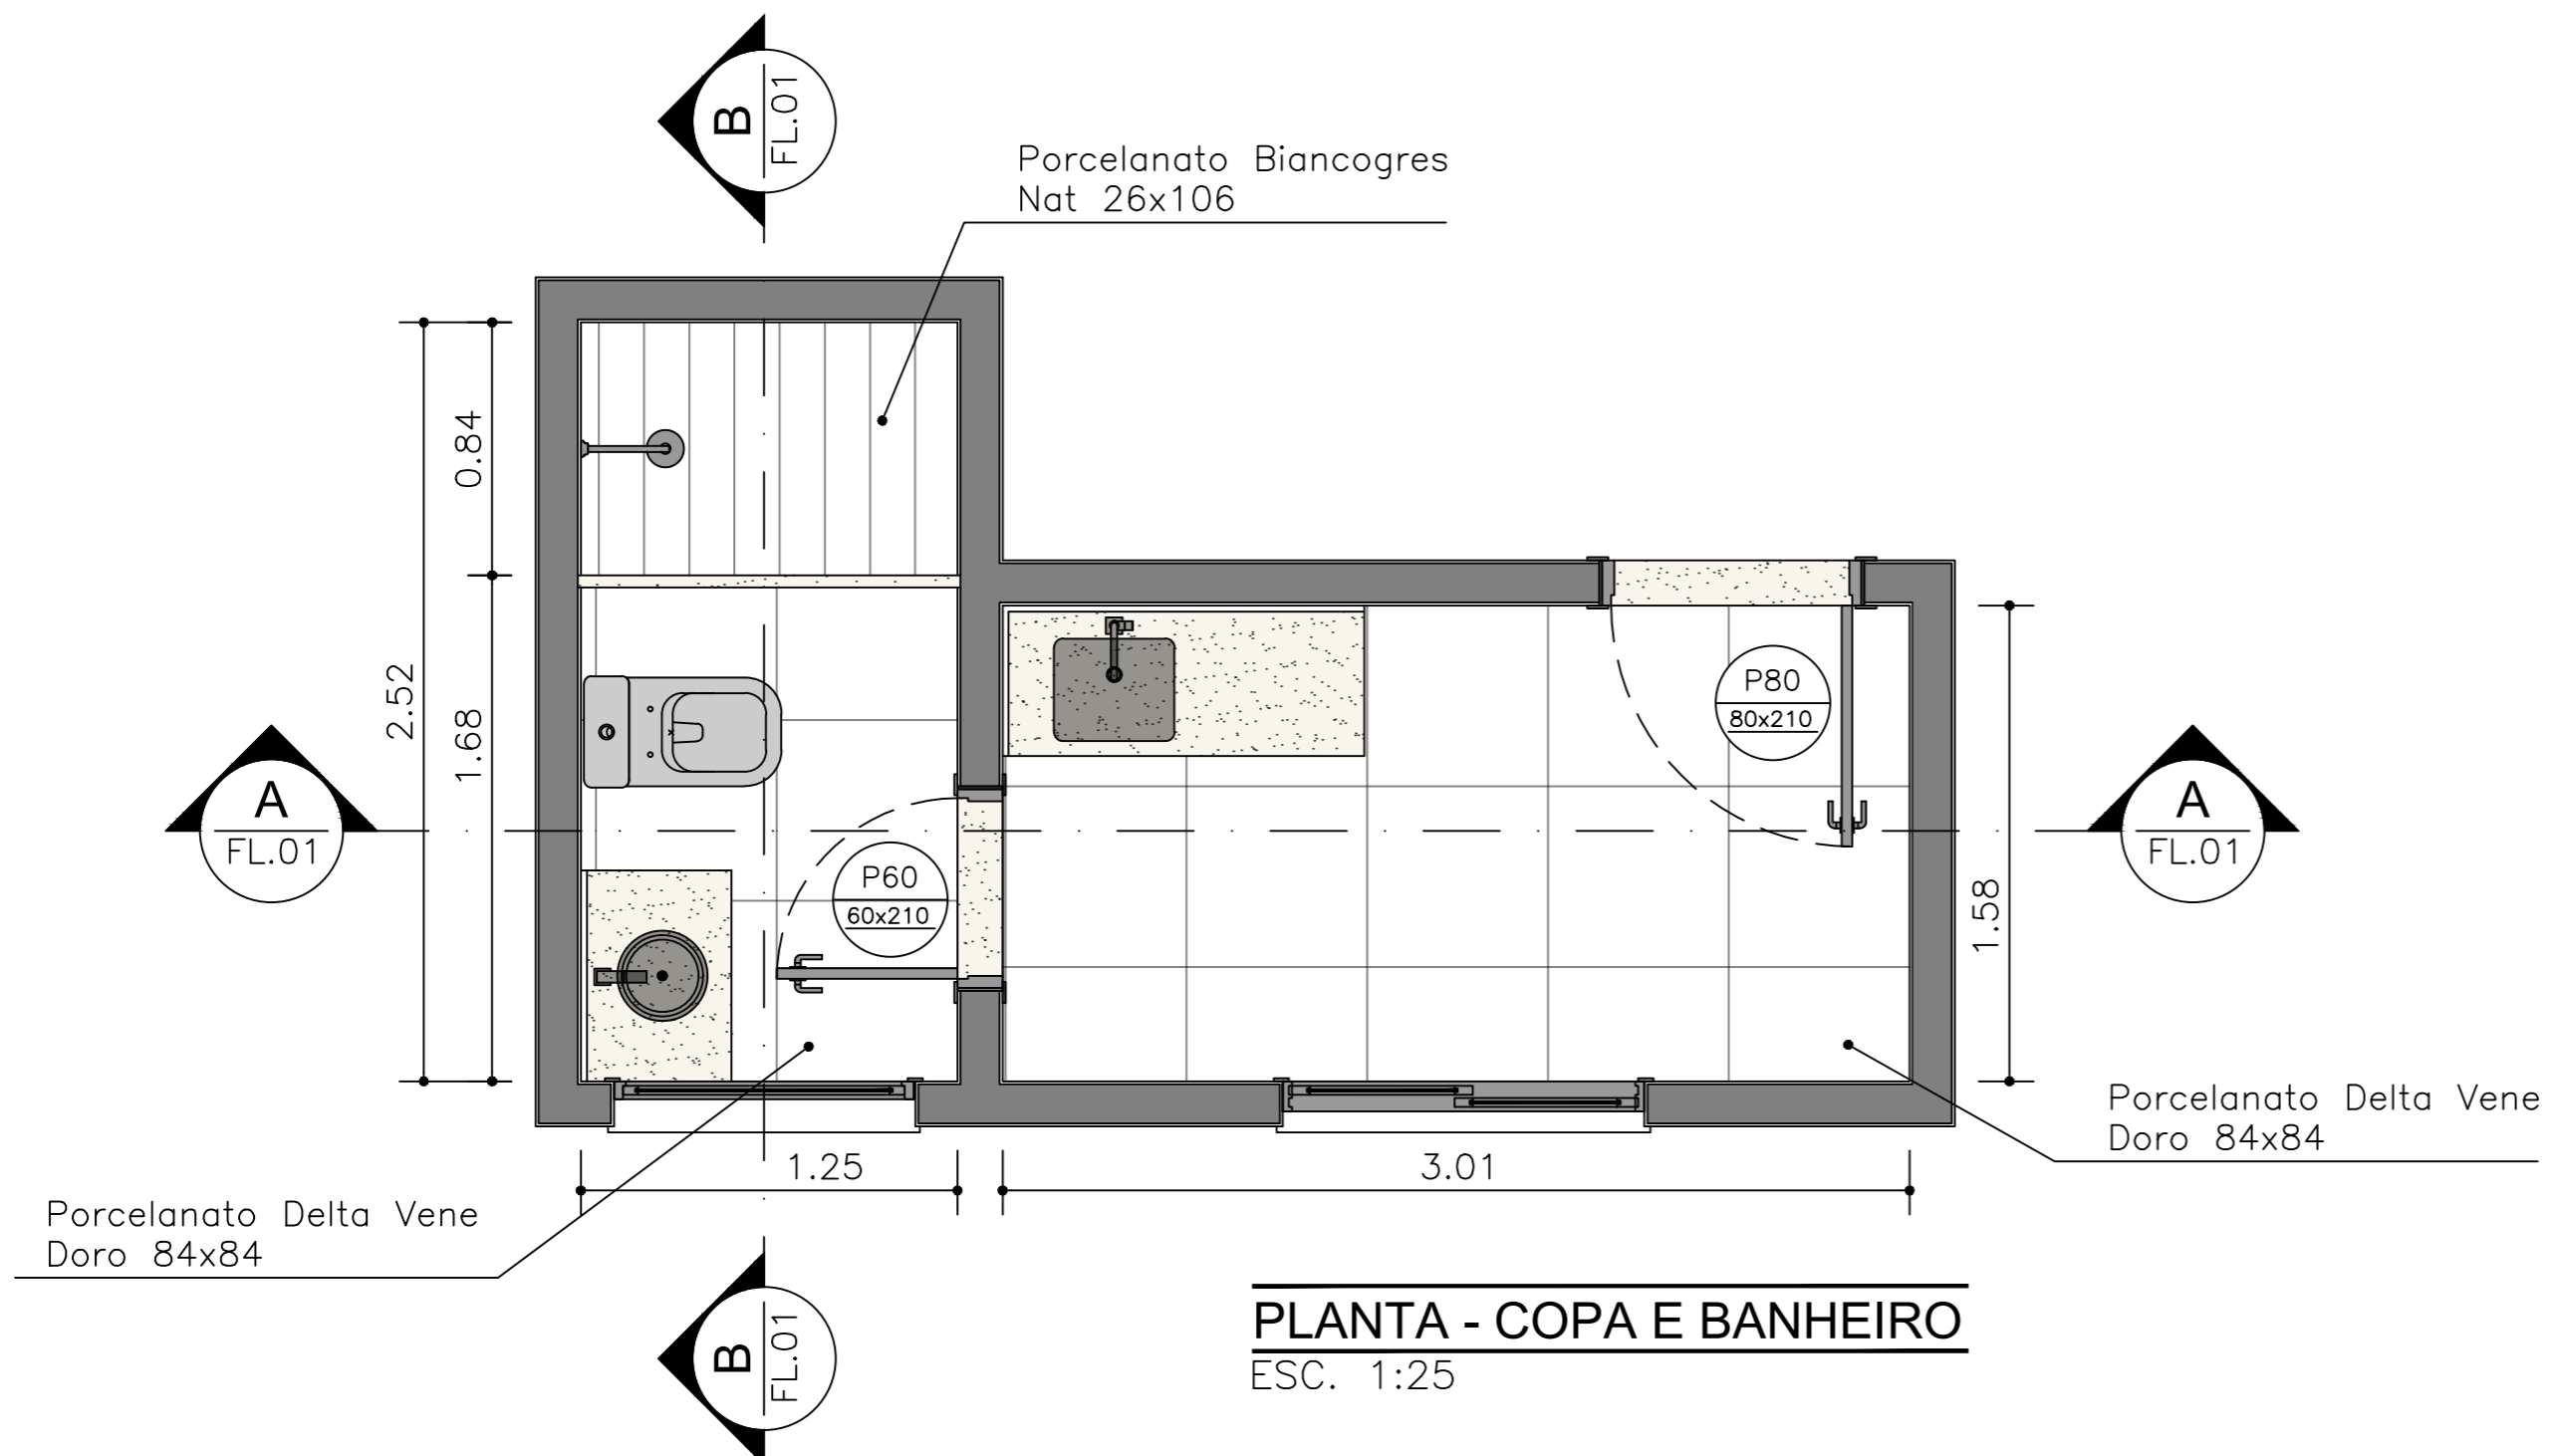 B
FL.01
Porcelanato Biancogres
Nat 26x106
0.84
2.52
1.68
P80
80x210
A
FL.01
A
FL.01
P60
60x210
1.58
Porcelanato Delta Vene
Doro 84x84
1.25
3.01
Porcelanato Delta Vene
Doro 84x84
B
FL.01
PLANTA - COPA E BANHEIRO
ESC. 1:25